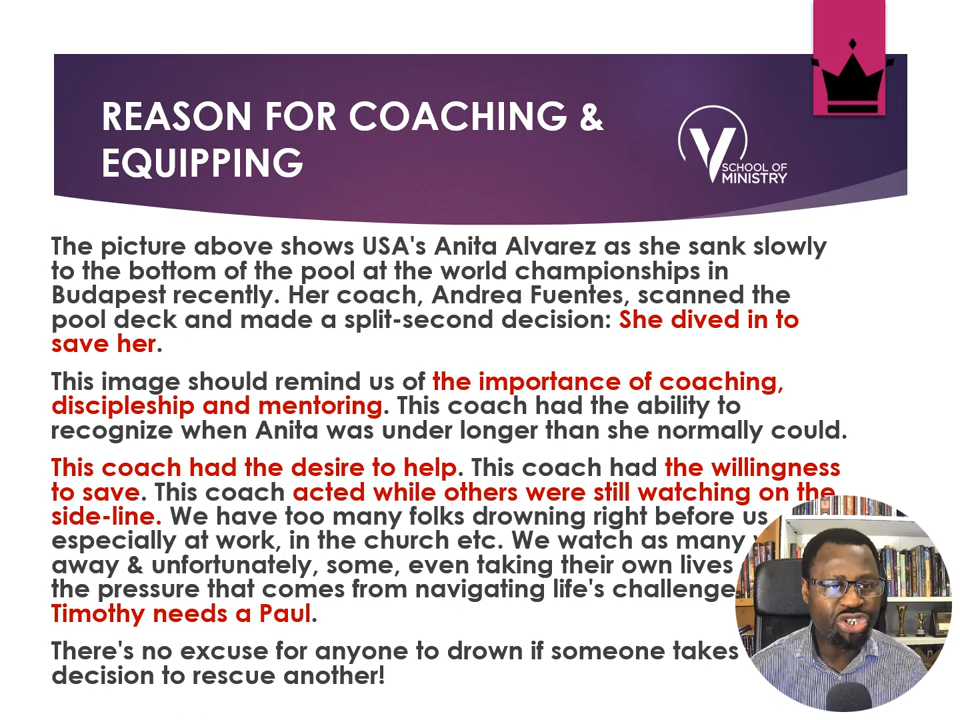 REASON FOR COACHING &
EQUIPPING
V
SCHOOL OF
MINISTRY
The picture above shows USA's Anita Alvarez as she sank slowly
to the bottom of the pool at the world championships in
Budapest recently. Her coach, Andrea Fuentes, scanned the
pool deck and made a split-second decision: She dived in to
save her.
This image should remind us of the importance of coaching,
discipleship and mentoring. This coach had the ability to
recognize when Anita was under longer than she normally could.
This coach had the desire to help. This coach had the willingness
to save. This coach acted while others were still watching on the
side-line. We have too many folks drowning right before us
especially at work, in the church etc. We watch as many
away & unfortunately, some, even taking their own lives
the pressure that comes from navigating life's challenge
Timothy needs a Paul.
There's no excuse for anyone to drown if someone takes
decision to rescue another!